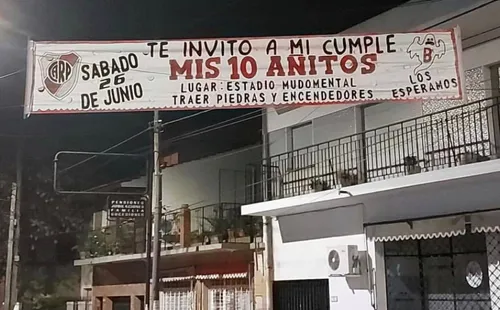 CARP
SABADO
26
DE JUNIO
TE INVITO A MI CUMPLE
MIS 10 AÑITOS
LUGAR: ESTADIO MUDOMENTAL
TRAER PIEDRAS Y ENCENDEDORES
B
LOS
ESPERAMOS